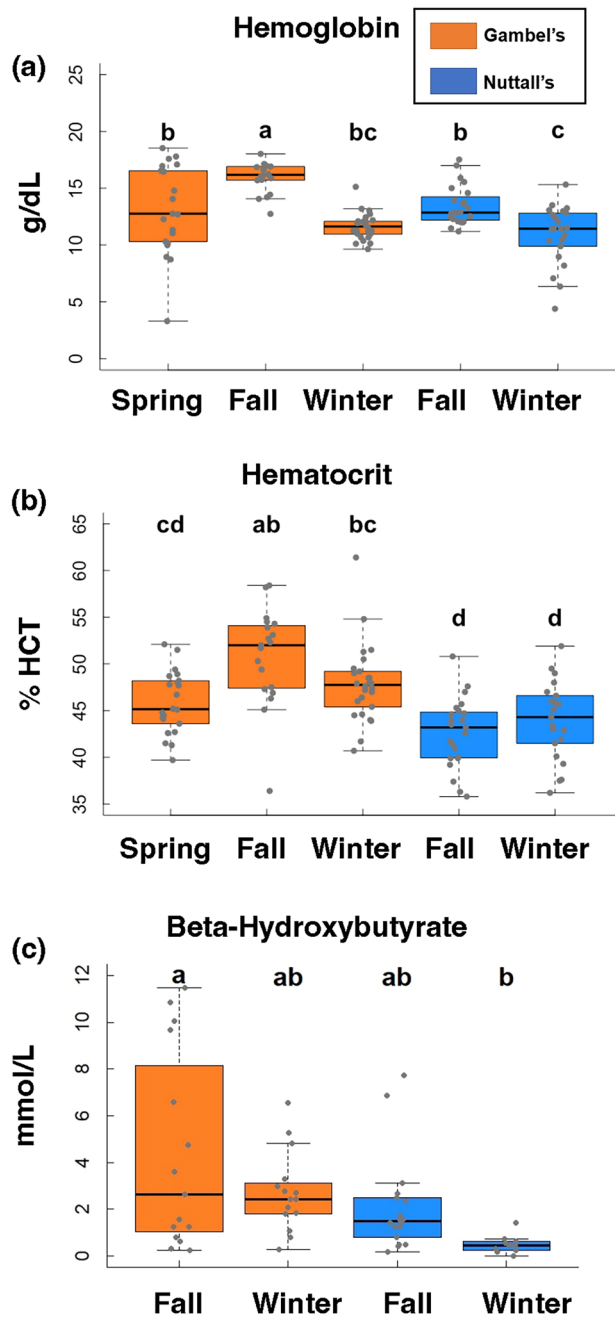 Hemoglobin
Gambel's
Nuttall's
(a)
25
20
15
10
5
0
g/dL
b a bc b c
Spring Fall Winter Fall Winter
Hematocrit
(b)
65
60
55
50
45
40
35
% HCT
cd ab bc d d
Spring Fall Winter Fall Winter
Beta-Hydroxybutyrate
(c)
12
10
8
6
4
2
0
mmol/L
a ab ab b
Fall Winter Fall Winter